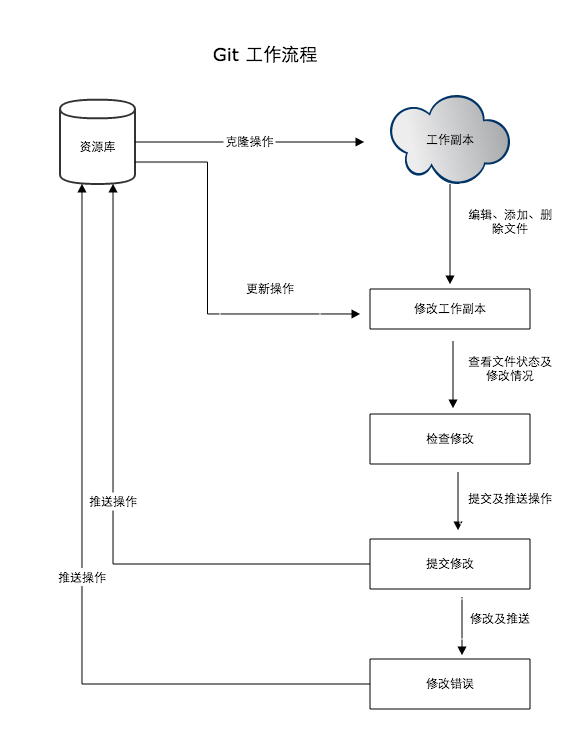 Git 工作流程
资源库
克隆操作
工作副本
编辑、添加、删
除文件
更新操作
修改工作副本
查看文件状态及
修改情况
检查修改
推送操作
提交及推送操作
提交修改
推送操作
修改及推送
修改错误